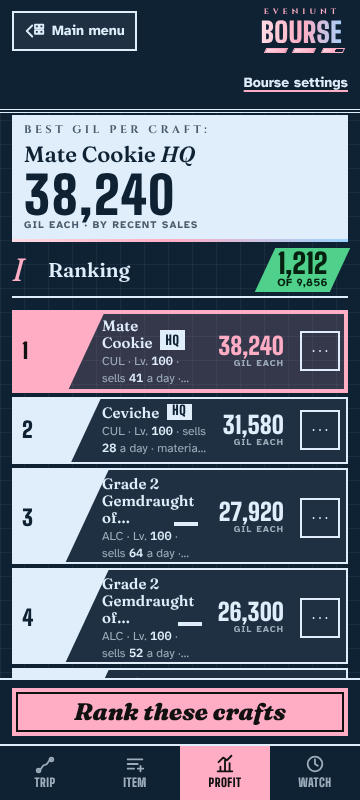 Main menu
EVENIUNT
BOURSE
Bourse settings
BEST GIL PER CRAFT:
Mate Cookie HQ
38,240
GIL EACH · BY RECENT SALES
I Ranking
1,212
OF 9,856
1
Mate
Cookie HQ
CUL · Lv. 100 ·
sells 41 a day ·...
38,240
GIL EACH
...
2
Ceviche HQ
CUL · Lv. 100 · sells
28 a day · materia...
31,580
GIL EACH
...
3
Grade 2
Gemdraught
of...
ALC · Lv. 100 ·
sells 64 a day ·...
27,920
GIL EACH
...
4
Grade 2
Gemdraught
of...
ALC · Lv. 100 ·
sells 52 a day ·...
26,300
GIL EACH
...
Rank these crafts
TRIP
ITEM
PROFIT
WATCH